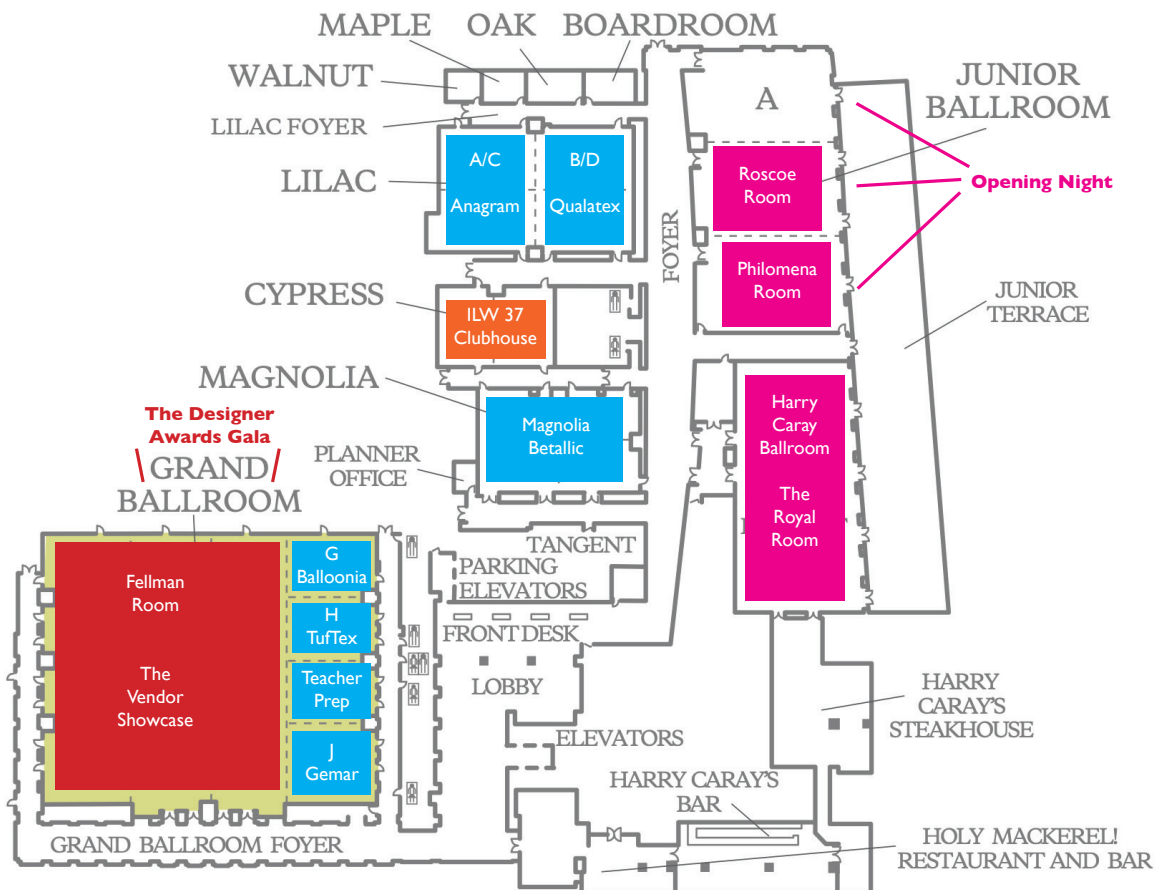 MAPLE
OAK
BOARDROOM
WALNUT
LILAC FOYER
LILAC
A/C
Anagram
B/D
Qualatex
A
JUNIOR
BALLROOM
Roscoe
Room
Opening Night
Philomena
Room
FOYER
JUNIOR
TERRACE
CYPRESS
ILW 37
Clubhouse
MAGNOLIA
Magnolia
Betallic
Harry
Caray
Ballroom
The
Royal
Room
The Designer
Awards Gala
GRAND
BALLROOM
PLANNER
OFFICE
TANGENT
PARKING
ELEVATORS
FRONT DESK
LOBBY
ELEVATORS
Fellman
Room
The
Vendor
Showcase
G
Balloonia
H
TufTex
Teacher
Prep
J
Gemar
GRAND BALLROOM FOYER
HARRY
CARAY'S
STEAKHOUSE
HARRY CARAY'S
BAR
HOLY MACKEREL!
RESTAURANT AND BAR